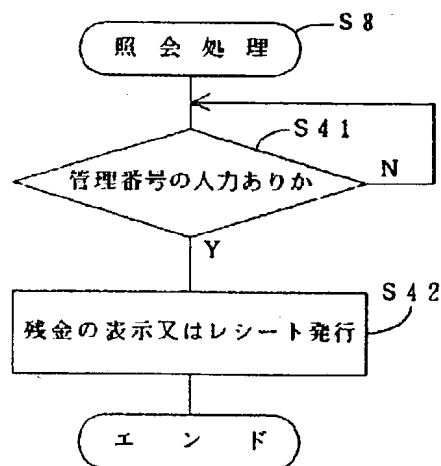 照会処理
S8
S41
管理番号の人力ありか
N
Y
S42
残金の表示又はレシート発行
エンド